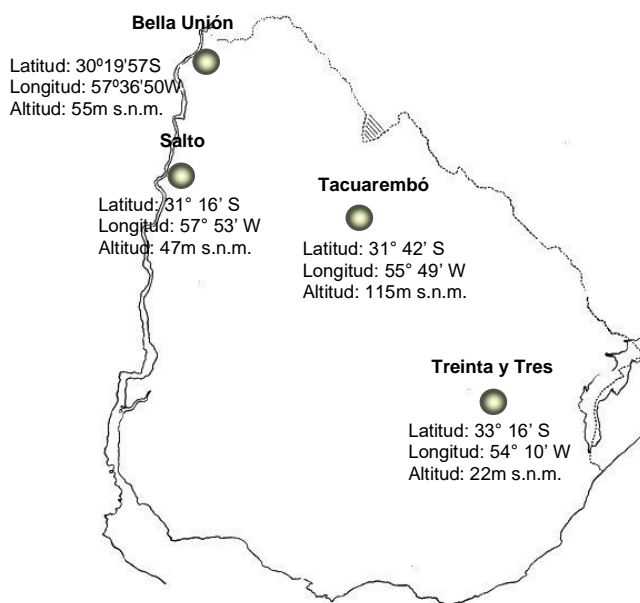 Bella Unión
Latitud: 30º19'57S
Longitud: 57º36'50W
Altitud: 55m s.n.m.
Salto
Latitud: 31° 16’ S
Longitud: 57° 53’ W
Altitud: 47m s.n.m.
Tacuarembó
Latitud: 31° 42’ S
Longitud: 55° 49’ W
Altitud: 115m s.n.m.
Treinta y Tres
Latitud: 33° 16’ S
Longitud: 54° 10’ W
Altitud: 22m s.n.m.